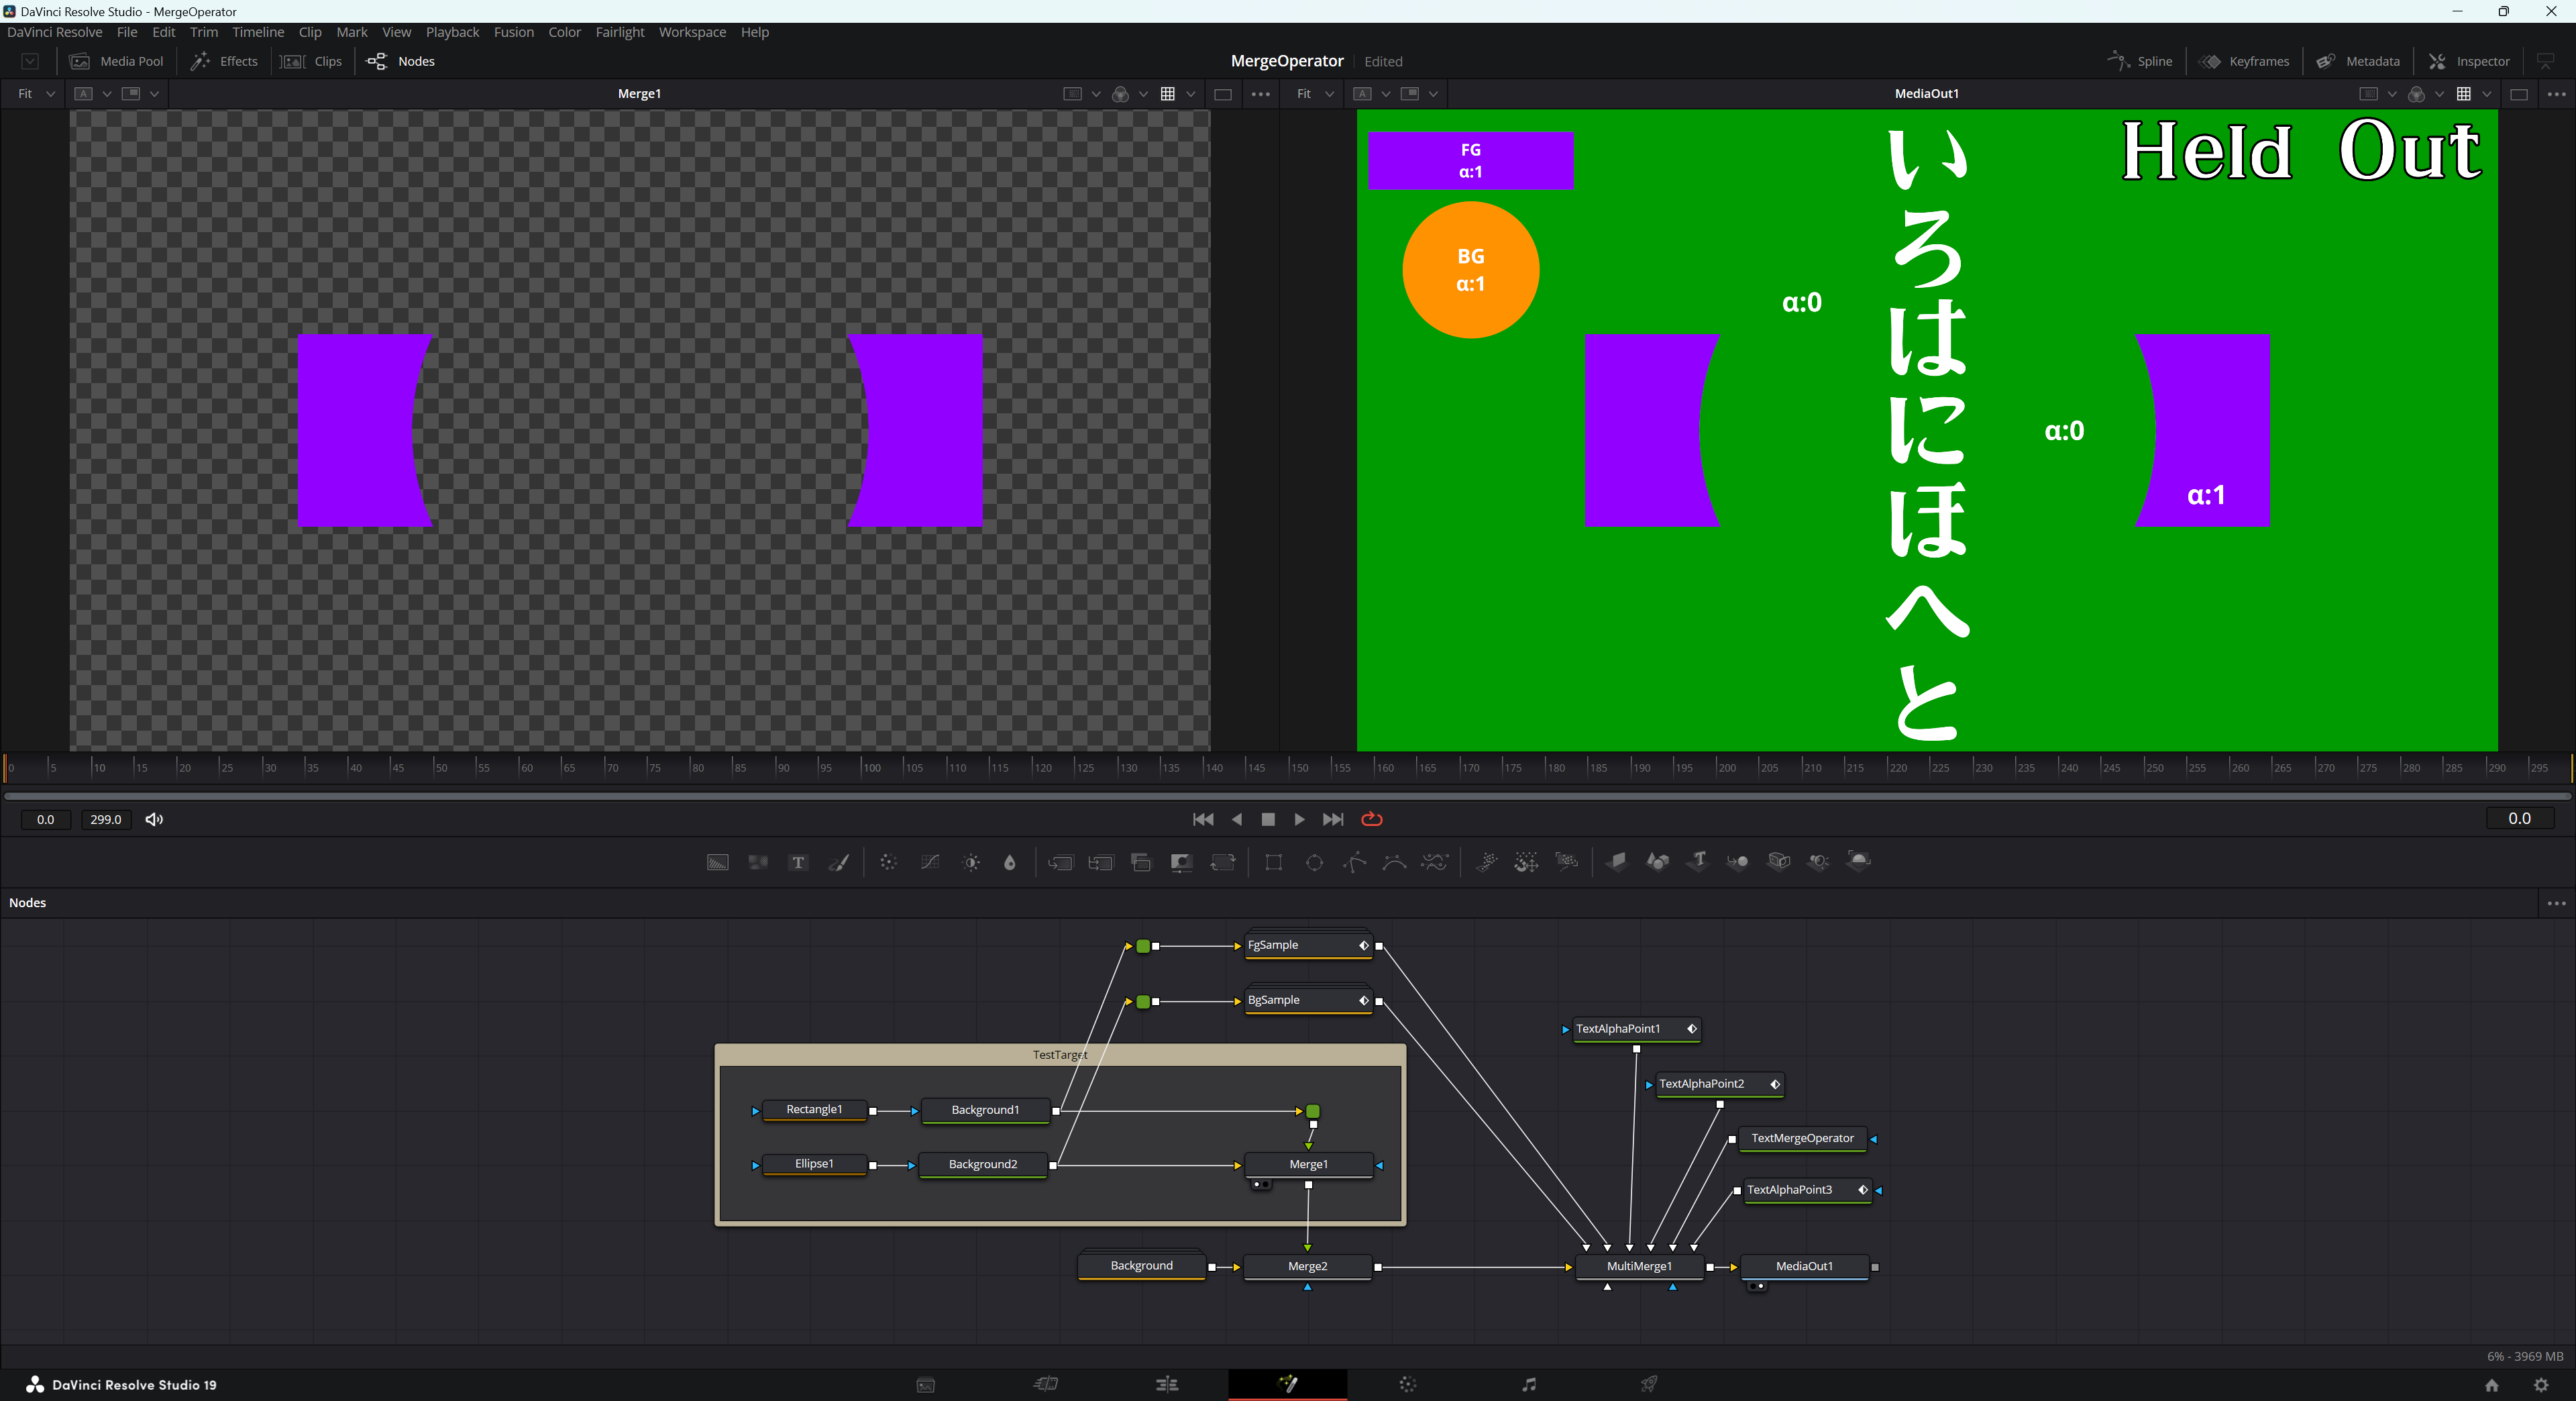 DaVinci Resolve Studio - MergeOperator
DaVinci Resolve File Edit Trim Timeline Clip Mark View Playback Fusion Color Fairlight Workspace Help
Media Pool Effects Clips Nodes MergeOperator Edited Spline Keyframes Metadata Inspector
Fit A Merge1 Fit A MediaOut1
FG
α:1
BG
α:1
α:0
α:0
α:1
いろはにほへと
Held Out
0 5 10 15 20 25 30 35 40 45 50 55 60 65 70 75 80 85 90 95 100 105 110 115 120 125 130 135 140 145 150 155 160 165 170 175 180 185 190 195 200 205 210 215 220 225 230 235 240 245 250 255 260 265 270 275 280 285 290 295
0.0 299.0 0.0
T T
Nodes
FgSample
BgSample
TestTarget
Rectangle1 Background1
Ellipse1 Background2 Merge1
TextAlphaPoint1
TextAlphaPoint2
TextMergeOperator
TextAlphaPoint3
Background Merge2 MultiMerge1 MediaOut1
6% - 3969 MB
DaVinci Resolve Studio 19